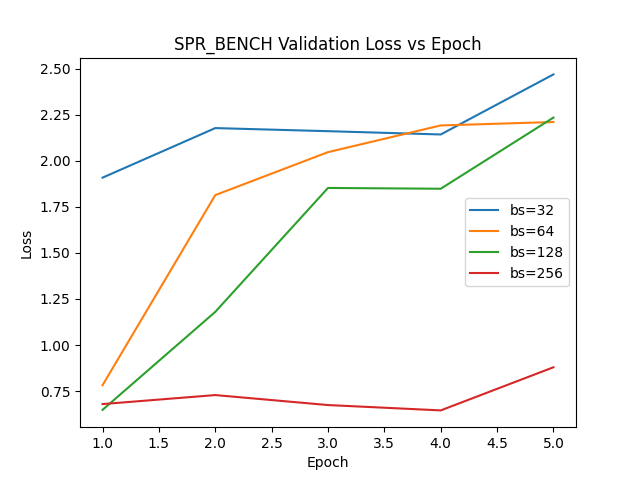 SPR_BENCH Validation Loss vs Epoch
Loss
2.50
2.25
2.00
1.75
1.50
1.25
1.00
0.75
bs=32
bs=64
bs=128
bs=256
1.0 1.5 2.0 2.5 3.0 3.5 4.0 4.5 5.0
Epoch